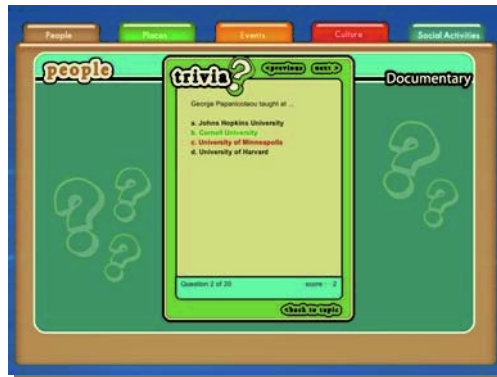 People Places Events Culture Social Activities
people
trivia?
<previous next >
Documentary
George Papanicolaou taught at ...
a. Johns Hopkins University
b. Cornell University
c. University of Minneapolis
d. University of Harvard
Question 2 of 20 score : - 2
<back to topic